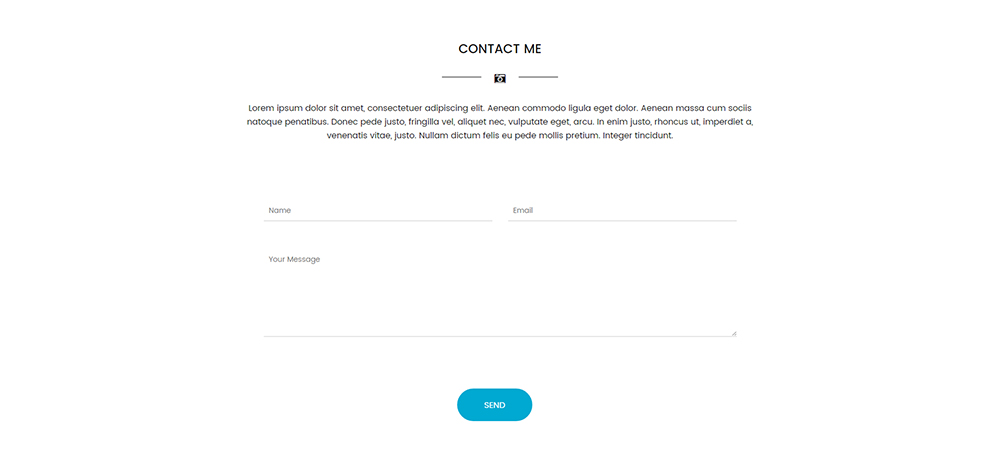 CONTACT ME
Lorem ipsum dolor sit amet, consectetuer adipiscing elit. Aenean commodo ligula eget dolor. Aenean massa cum sociis
natoque penatibus. Donec pede justo, fringilla vel, aliquet nec, vulputate eget, arcu. In enim justo, rhoncus ut, imperdiet a,
venenatis vitae, justo. Nullam dictum felis eu pede mollis pretium. Integer tincidunt.
Name
Email
Your Message
SEND